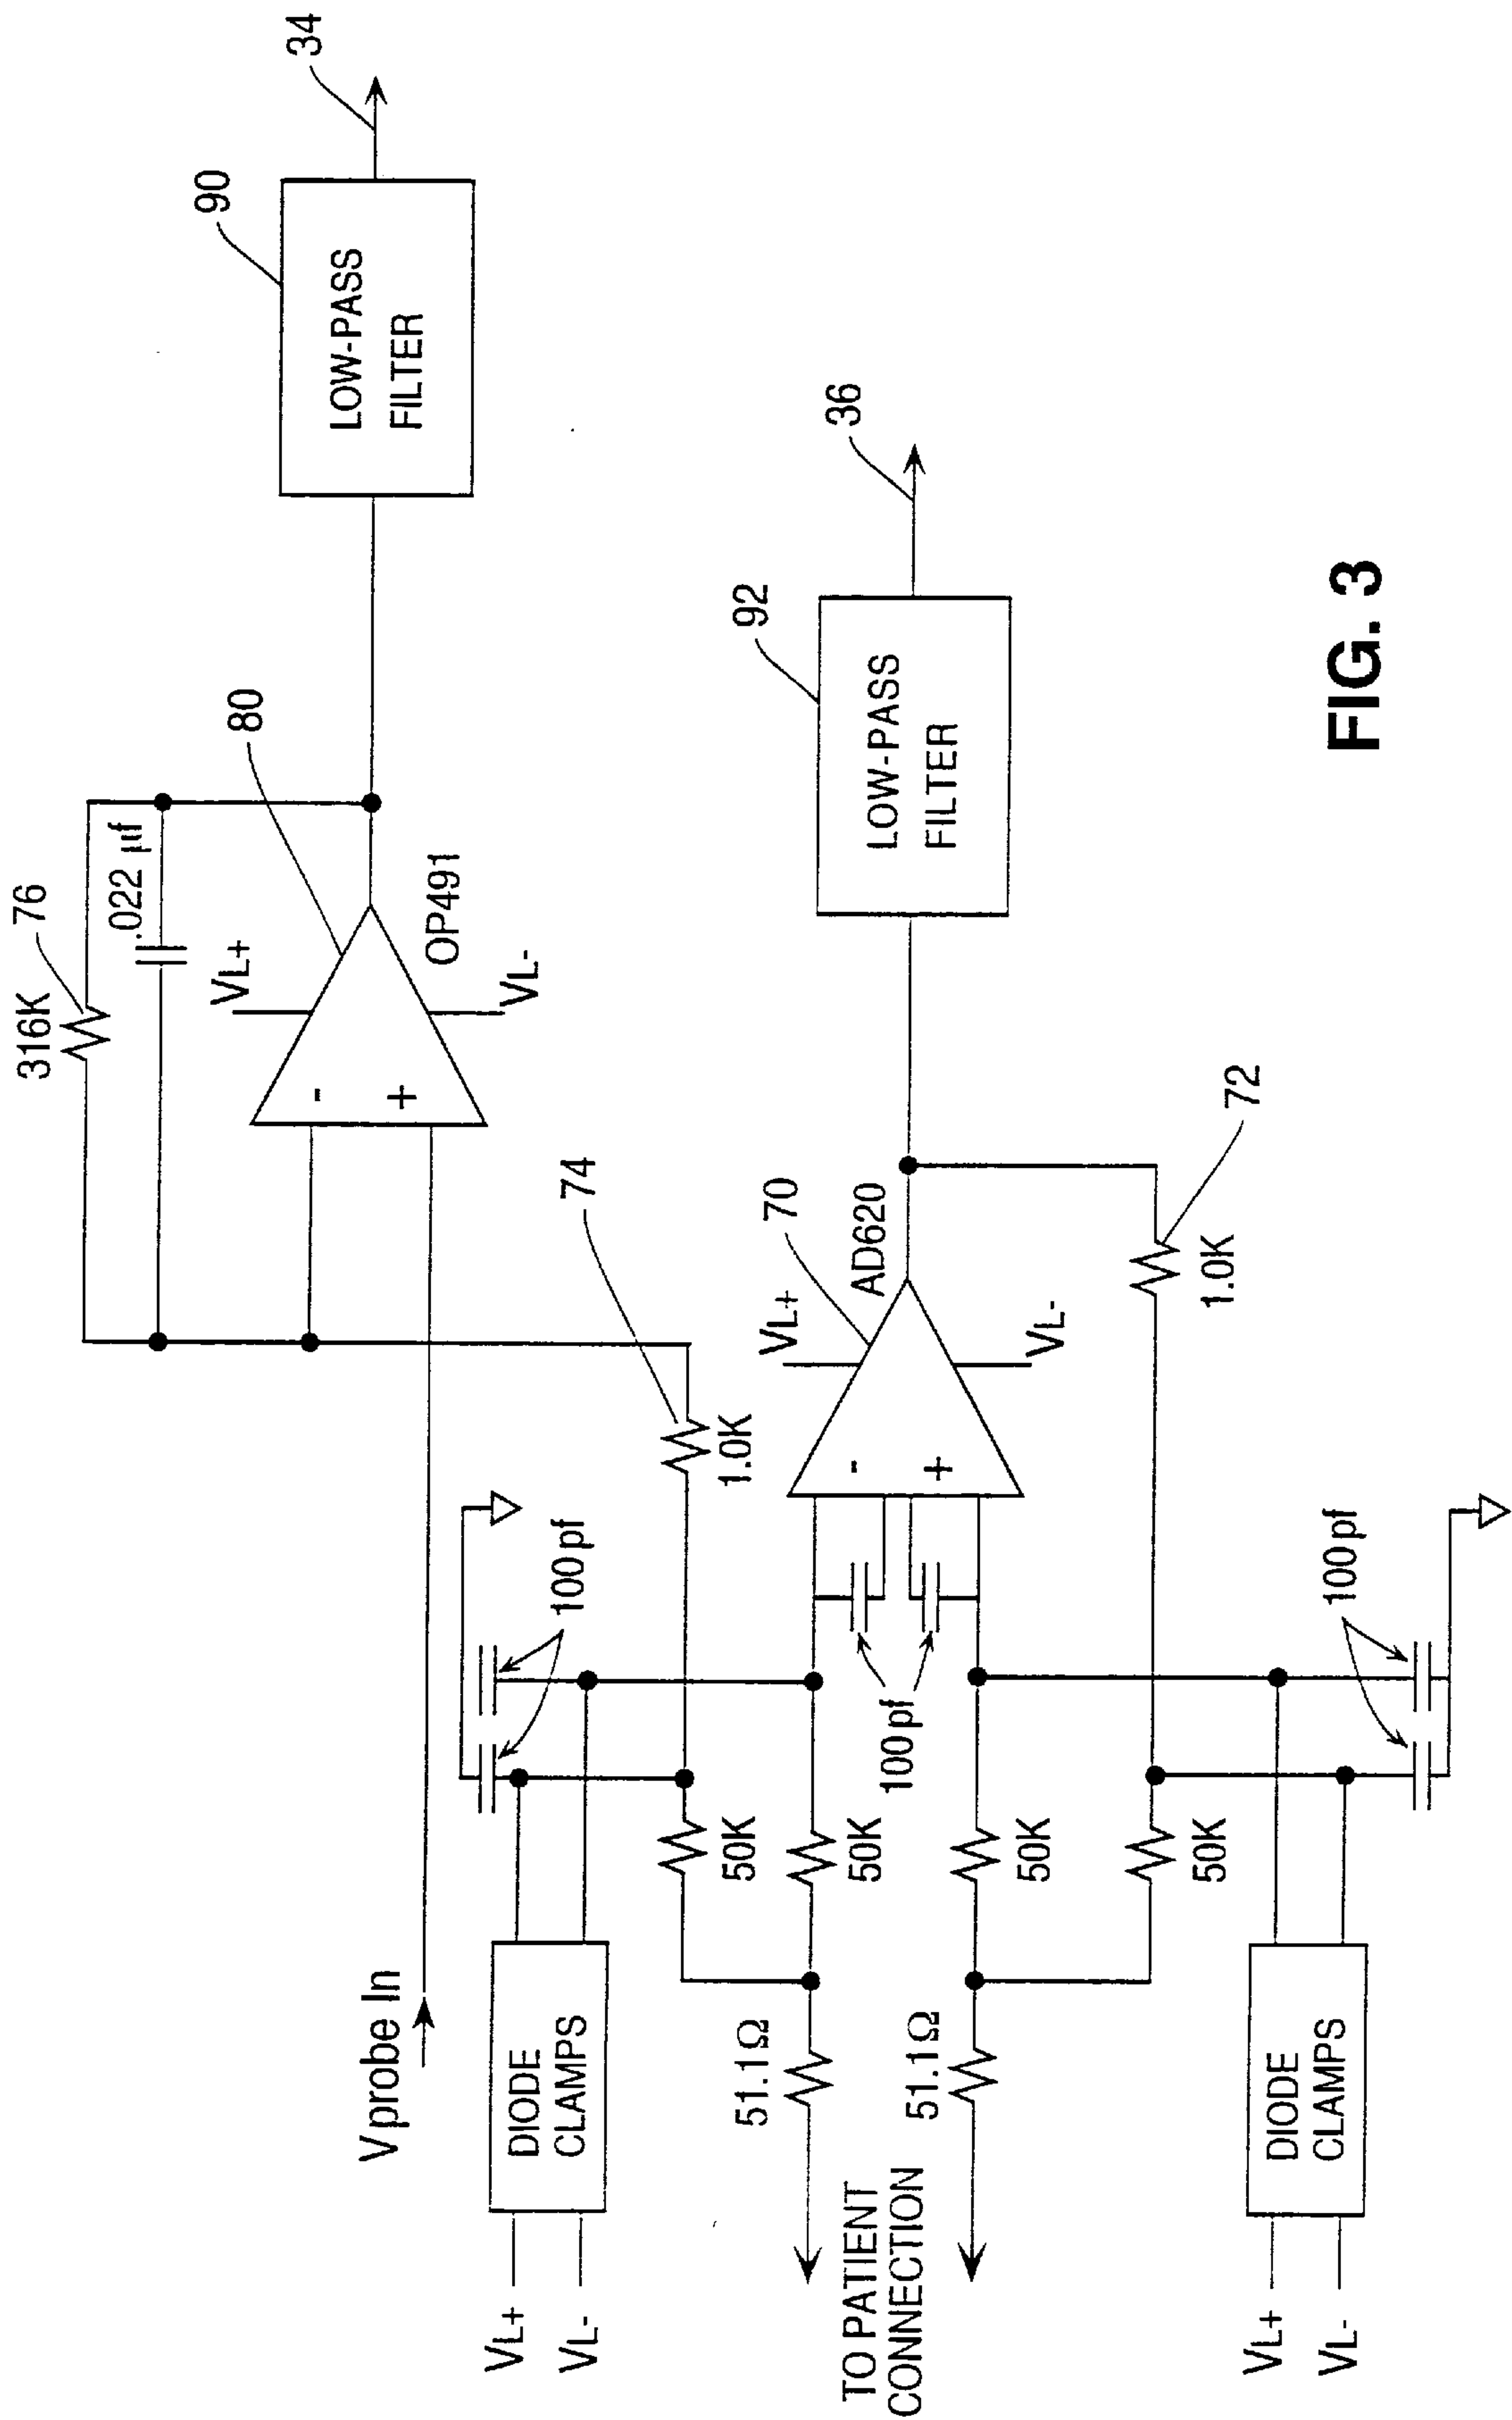 34
90
LOW-PASS
FILTER
80
76
316K
.022 µf
VL+
OP491
VL-
-
+
36
92
LOW-PASS
FILTER
74
1.0K
70
AD620
VL+
VL-
-
+
72
1.0K
100pf
100pf
100pf
50K
50K
50K
50K
Vprobe In
DIODE
CLAMPS
VL+
VL-
51.1Ω
51.1Ω
TO PATIENT
CONNECTION
DIODE
CLAMPS
VL+
VL-
FIG. 3